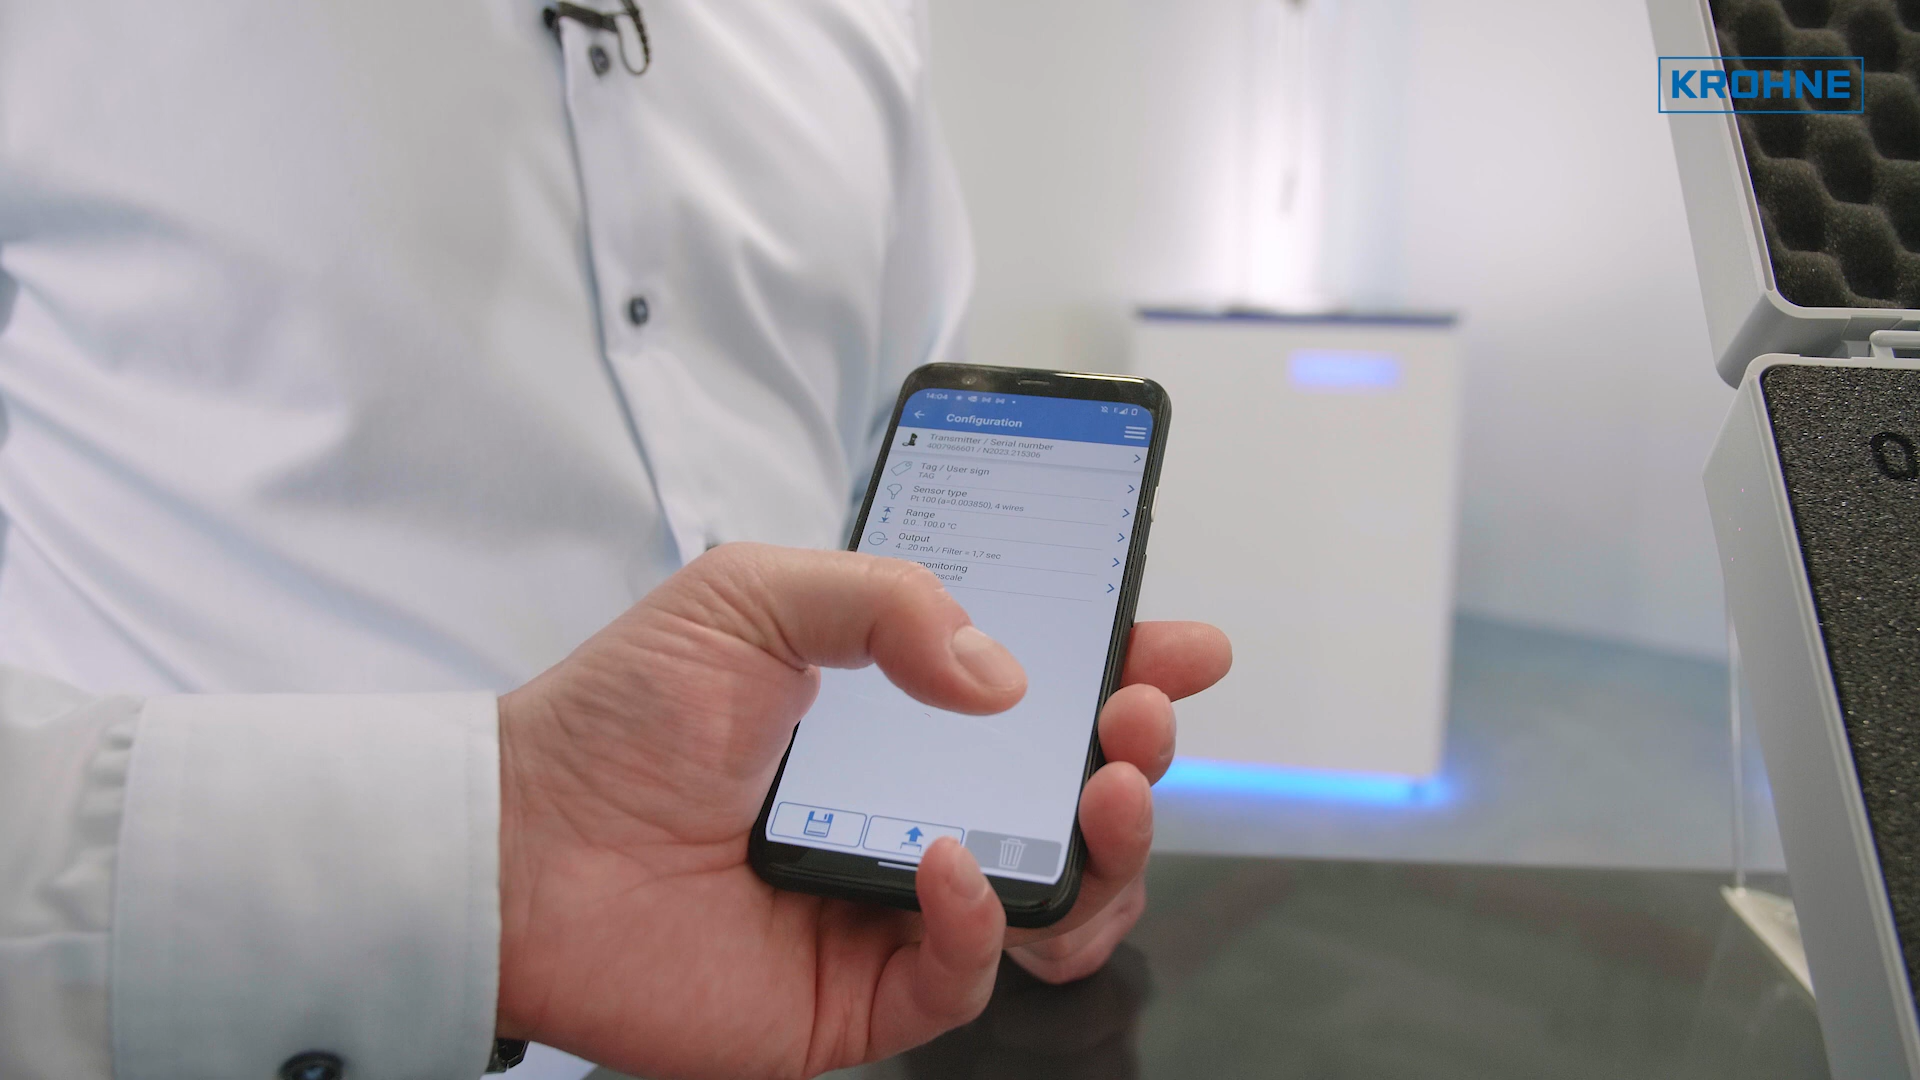 KROHNE
14:04
Configuration
Transmitter / Serial number
4007966601 / N2023.215306
Tag / User sign
TAG /
Sensor type
Pt 100 (a=0.003850), 4 wires
Range
0.0.. 100.0 °C
Output
4.. 20 mA / Filter = 1,7 sec
monitoring